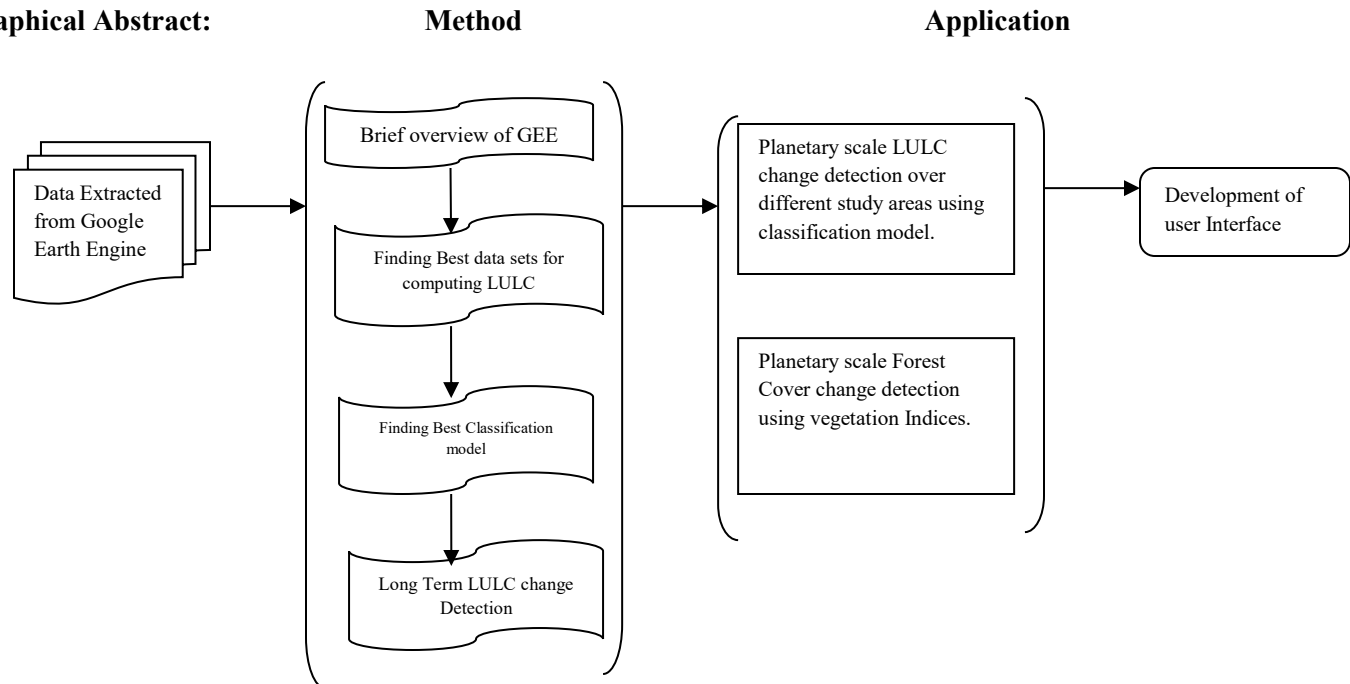 aphical Abstract:
Method
Application
Data Extracted
from Google
Earth Engine
Brief overview of GEE
Finding Best data sets for
computing LULC
Finding Best Classification
model
Long Term LULC change
Detection
Planetary scale LULC
change detection over
different study areas using
classification model.
Planetary scale Forest
Cover change detection
using vegetation Indices.
Development of
user Interface